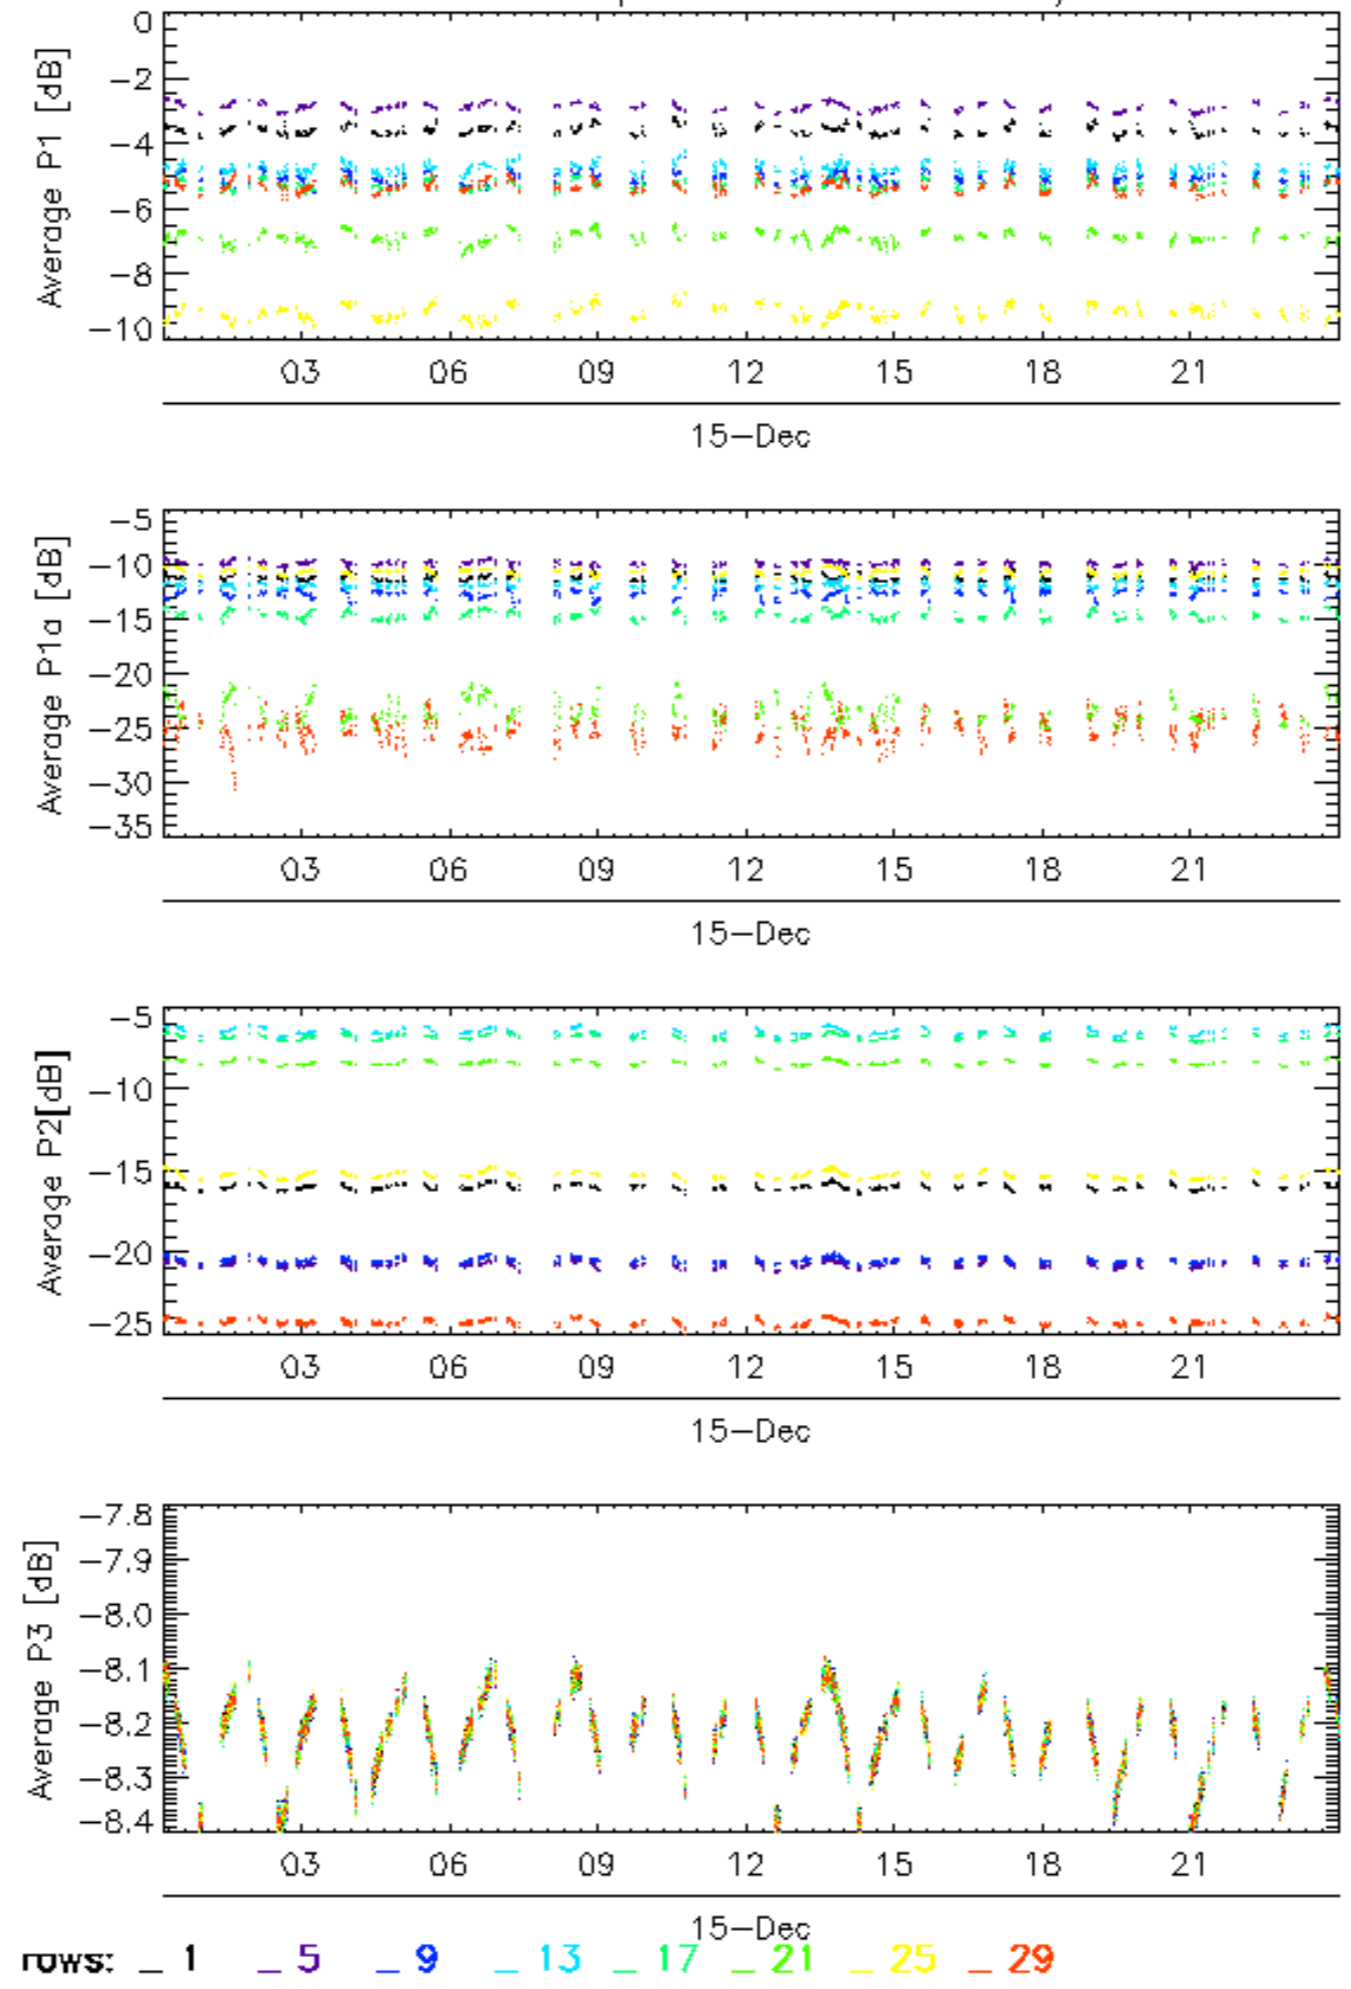 0
−2
−4
−6
−8
−10
Average P1 [dB]
03 06 09 12 15 18 21
15−Dec
−5
−10
−15
−20
−25
−30
−35
Average P1a [dB]
03 06 09 12 15 18 21
15−Dec
−5
−10
−15
−20
−25
Average P2[dB]
03 06 09 12 15 18 21
15−Dec
−7.8
−7.9
−8.0
−8.1
−8.2
−8.3
−8.4
Average P3 [dB]
03 06 09 12 15 18 21
15−Dec
rows: _ 1 _ 5 _ 9 _ 13 _ 17 _ 21 _ 25 _ 29